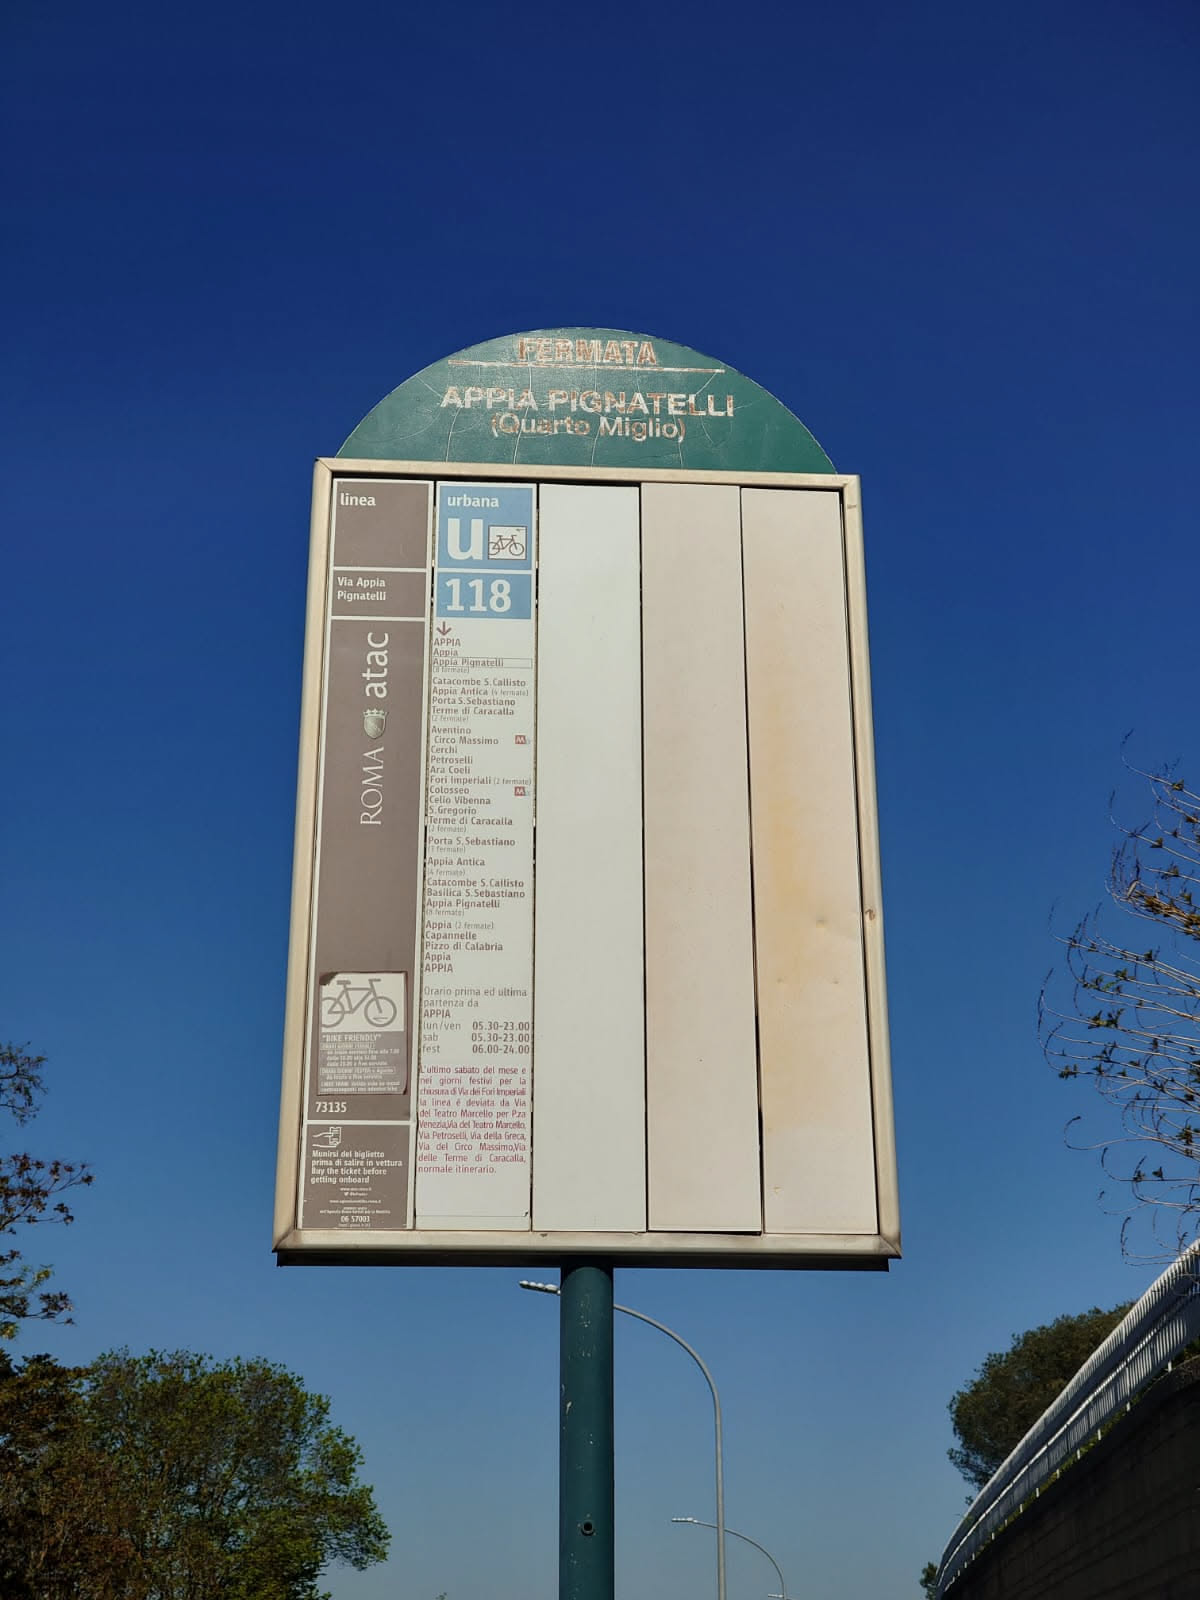 FERMATA
APPIA PIGNATELLI
(Quarto Miglio)
linea
Via Appia
Pignatelli
ROMA atac
"BIKE FRIENDLY"
73135
Munirsi del biglietto
prima di salire in vettura
Buy the ticket before
getting onboard
06 57003
urbana
U
118
APPIA
Appia
Appia Pignatelli
(8 fermate)
Catacombe S.Callisto
Appia Antica (4 fermate)
Porta S.Sebastiano
Terme di Caracalla
(2 fermate)
Aventino
Circo Massimo M
Cerchi
Petroselli
Ara Coeli
Fori Imperiali (2 fermate)
Colosseo M
Celio Vibenna
S.Gregorio
Terme di Caracalla
(2 fermate)
Porta S.Sebastiano
fermate)
Appia Antica
(4 fermate)
Catacombe S.Callisto
Basilica S.Sebastiano
Appia Pignatelli
(8 fermate)
Appia (2 fermate)
Capannelle
Pizzo di Calabria
Appia
APPIA
Orario prima ed ultima
partenza da
APPIA
lun/ven 05.30-23.00
sab 05.30-23.00
fest 06.00-24.00
L'ultimo sabato del mese e
nei giorni festivi per la
chiusura di Via dei Fori Imperiali
la linea è deviata da Via
del Teatro Marcello per P.za
Venezia,Via del Teatro Marcello,
Via Petroselli, Via della Greca,
Via del Circo Massimo,Via
delle Terme di Caracalla,
normale itinerario.